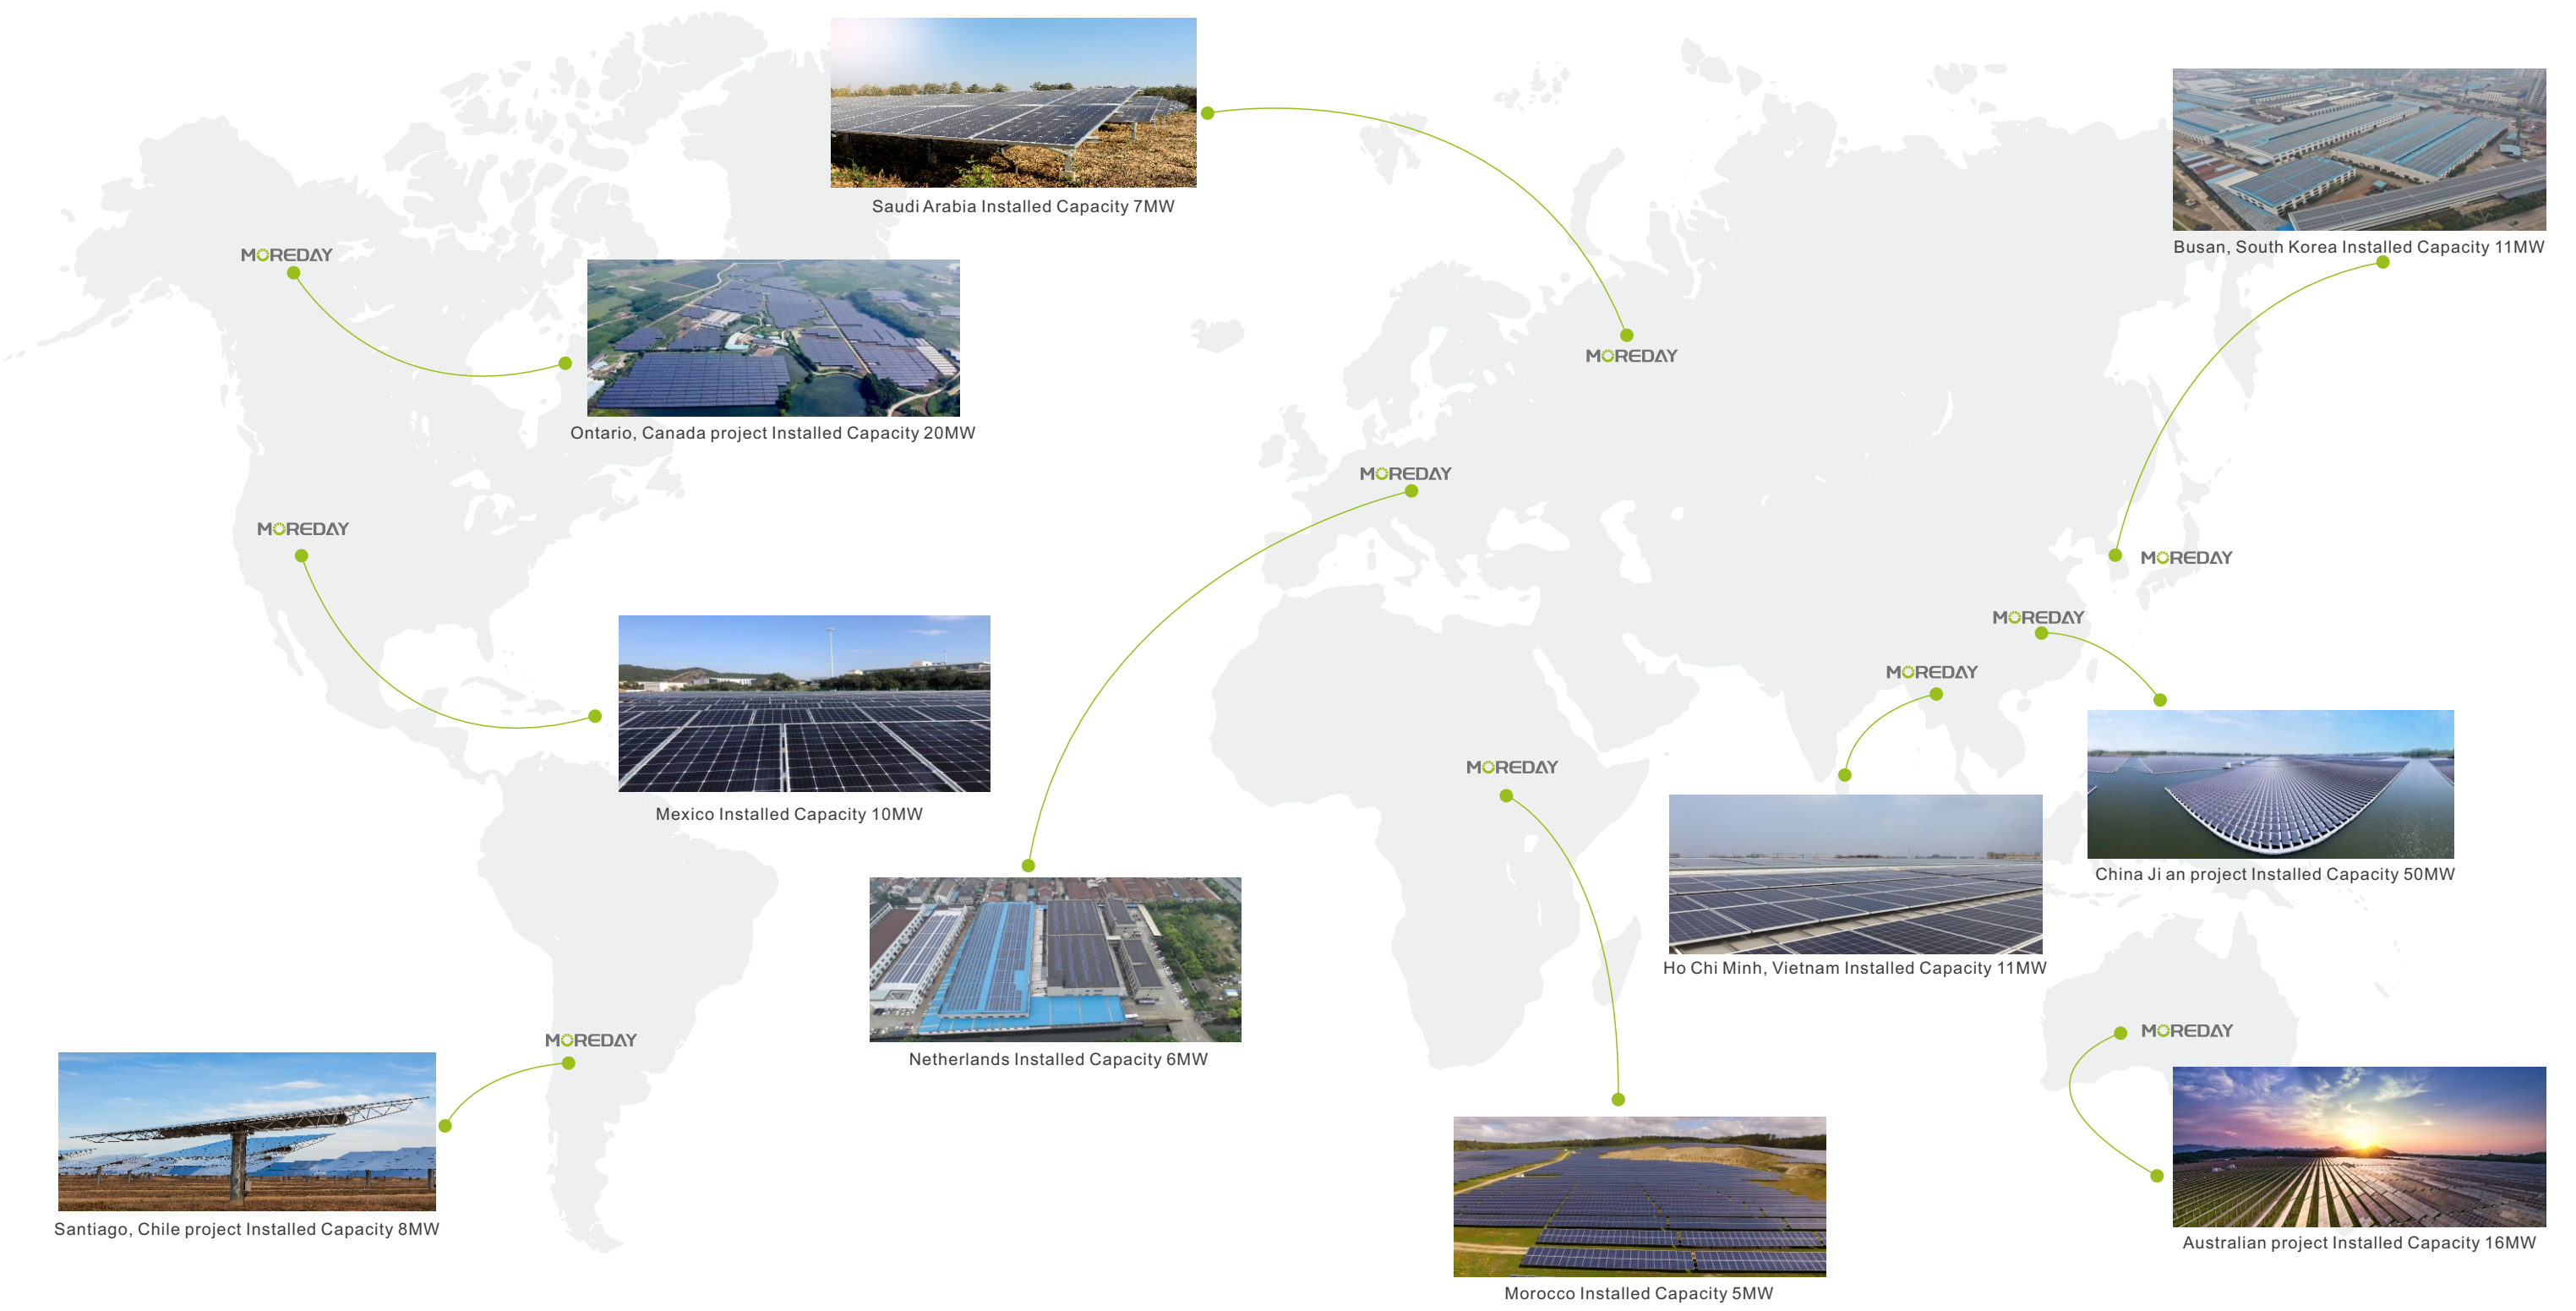 Saudi Arabia Installed Capacity 7MW
Busan, South Korea Installed Capacity 11MW
MOREDAY
Ontario, Canada project Installed Capacity 20MW
MOREDAY
MOREDAY
MOREDAY
MOREDAY
MOREDAY
MOREDAY
Mexico Installed Capacity 10MW
MOREDAY
China Ji an project Installed Capacity 50MW
Ho Chi Minh, Vietnam Installed Capacity 11MW
MOREDAY
MOREDAY
Netherlands Installed Capacity 6MW
Santiago, Chile project Installed Capacity 8MW
Australian project Installed Capacity 16MW
Morocco Installed Capacity 5MW